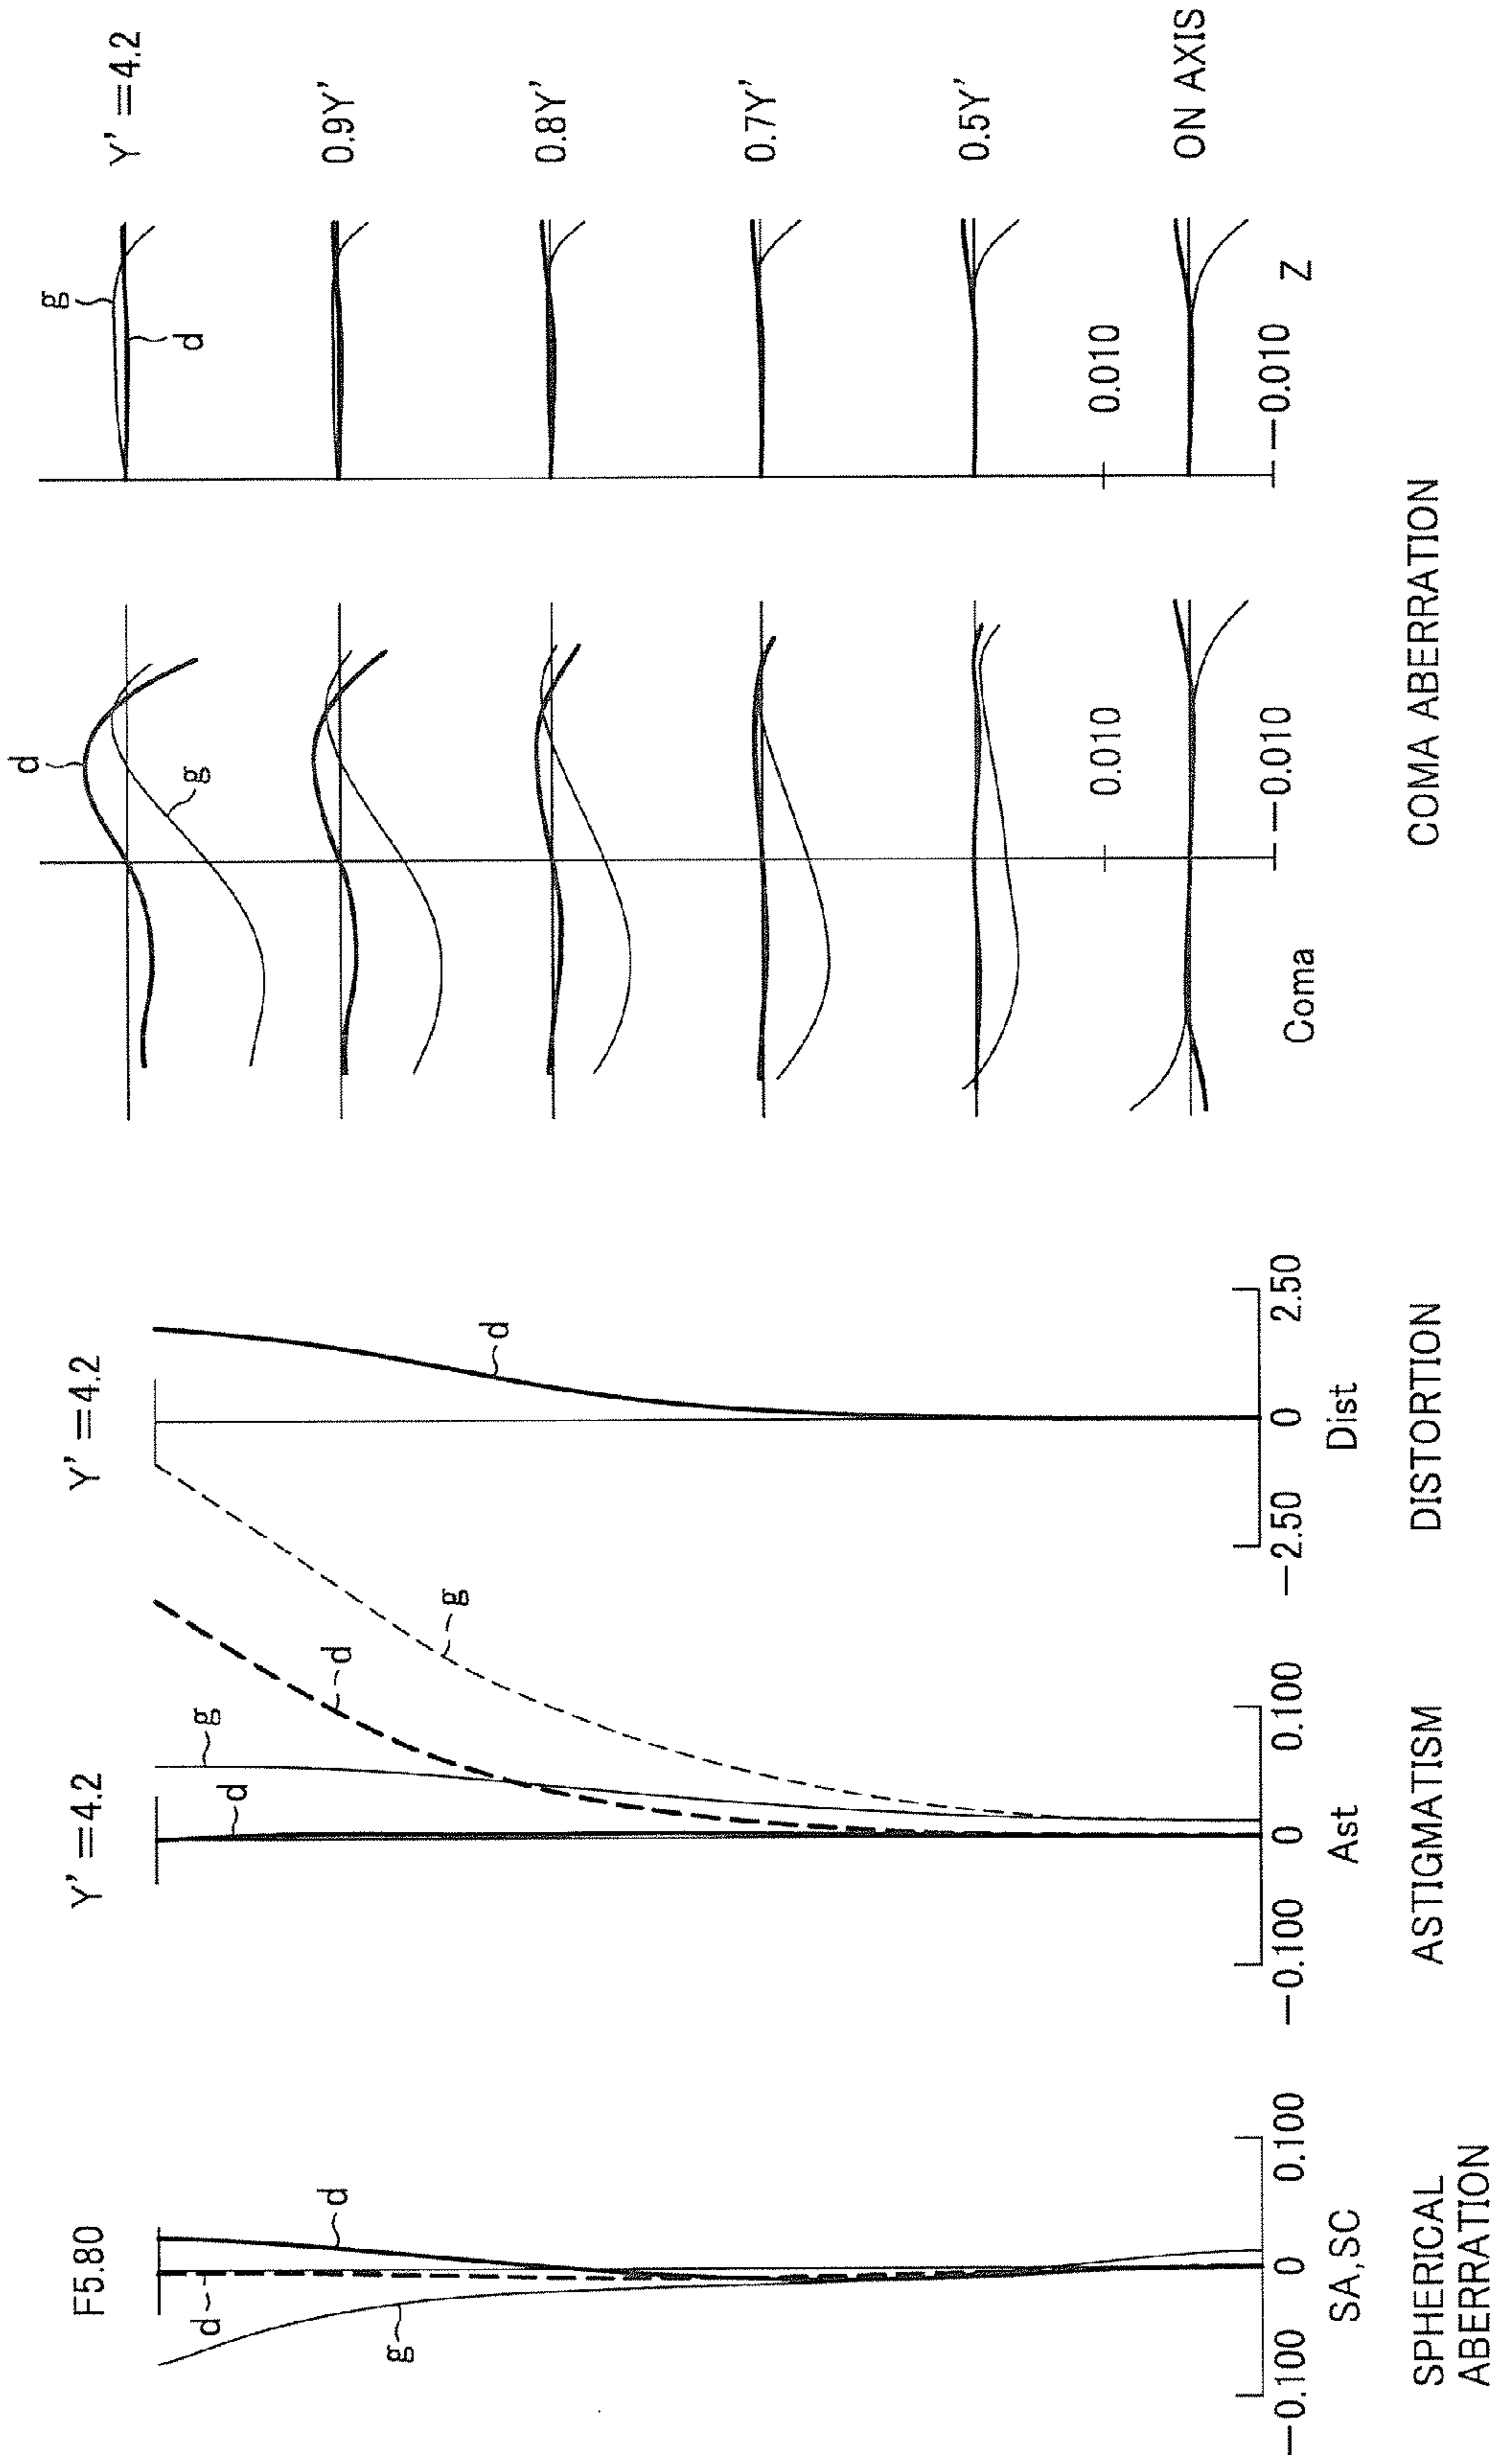 F5.80
d
d
g
−0.100
0
0.100
SA,SC
SPHERICAL
ABERRATION
Y' =4.2
d
g
d
g
−0.100
0
0.100
Ast
ASTIGMATISM
Y' =4.2
d
−2.50
0
2.50
Dist
DISTORTION
d
g
0.010
−0.010
Coma
g
d
0.010
−0.010
Z
COMA ABERRATION
Y' =4.2
0.9Y'
0.8Y'
0.7Y'
0.5Y'
ON AXIS